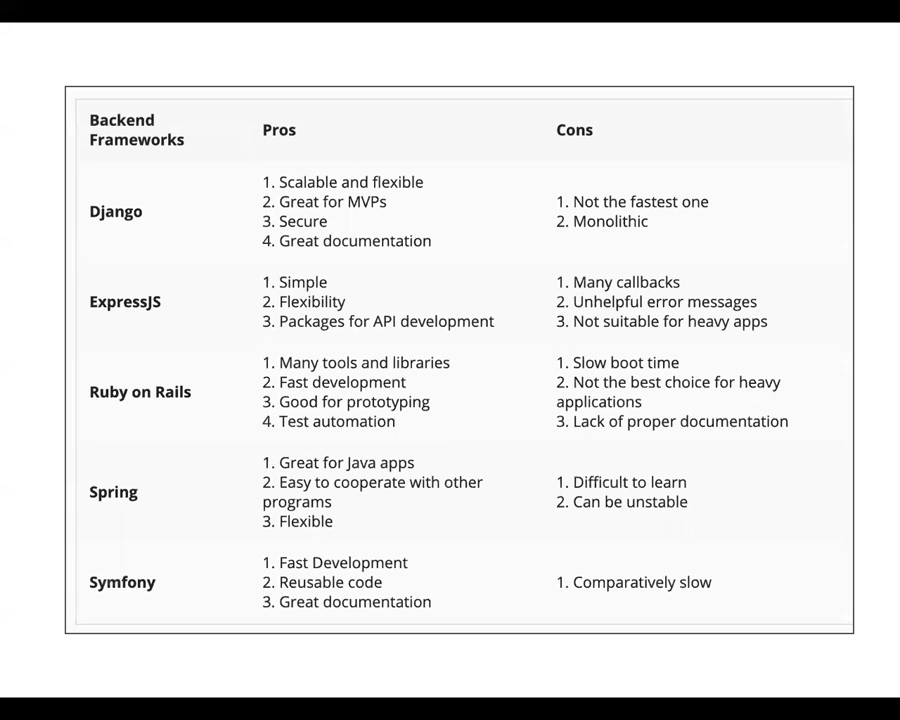 Backend
Frameworks
Pros
Cons
Django
1. Scalable and flexible
2. Great for MVPs
3. Secure
4. Great documentation
1. Not the fastest one
2. Monolithic
ExpressJS
1. Simple
2. Flexibility
3. Packages for API development
1. Many callbacks
2. Unhelpful error messages
3. Not suitable for heavy apps
Ruby on Rails
1. Many tools and libraries
2. Fast development
3. Good for prototyping
4. Test automation
1. Slow boot time
2. Not the best choice for heavy
applications
3. Lack of proper documentation
Spring
1. Great for Java apps
2. Easy to cooperate with other
programs
3. Flexible
1. Difficult to learn
2. Can be unstable
Symfony
1. Fast Development
2. Reusable code
3. Great documentation
1. Comparatively slow